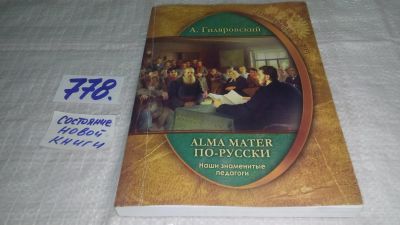 778.
СОСТОЯНИЕ
НОВОЙ
КНИГИ
А. Гиляровский
ALMA MATER
ПО-РУССКИ
Наши знаменитые
педагоги